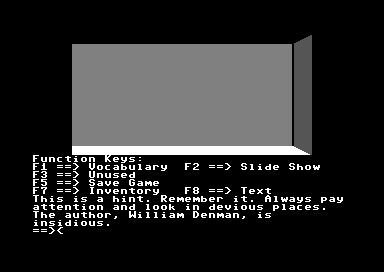 Function Keys:
F1 ==> Vocabulary  F2 ==> Slide Show
F3 ==> Unused
F5 ==> Save Game
F7 ==> Inventory   F8 ==> Text
This is a hint. Remember it. Always pay
attention and look in devious places.
The author, William Denman, is
insidious.
==><